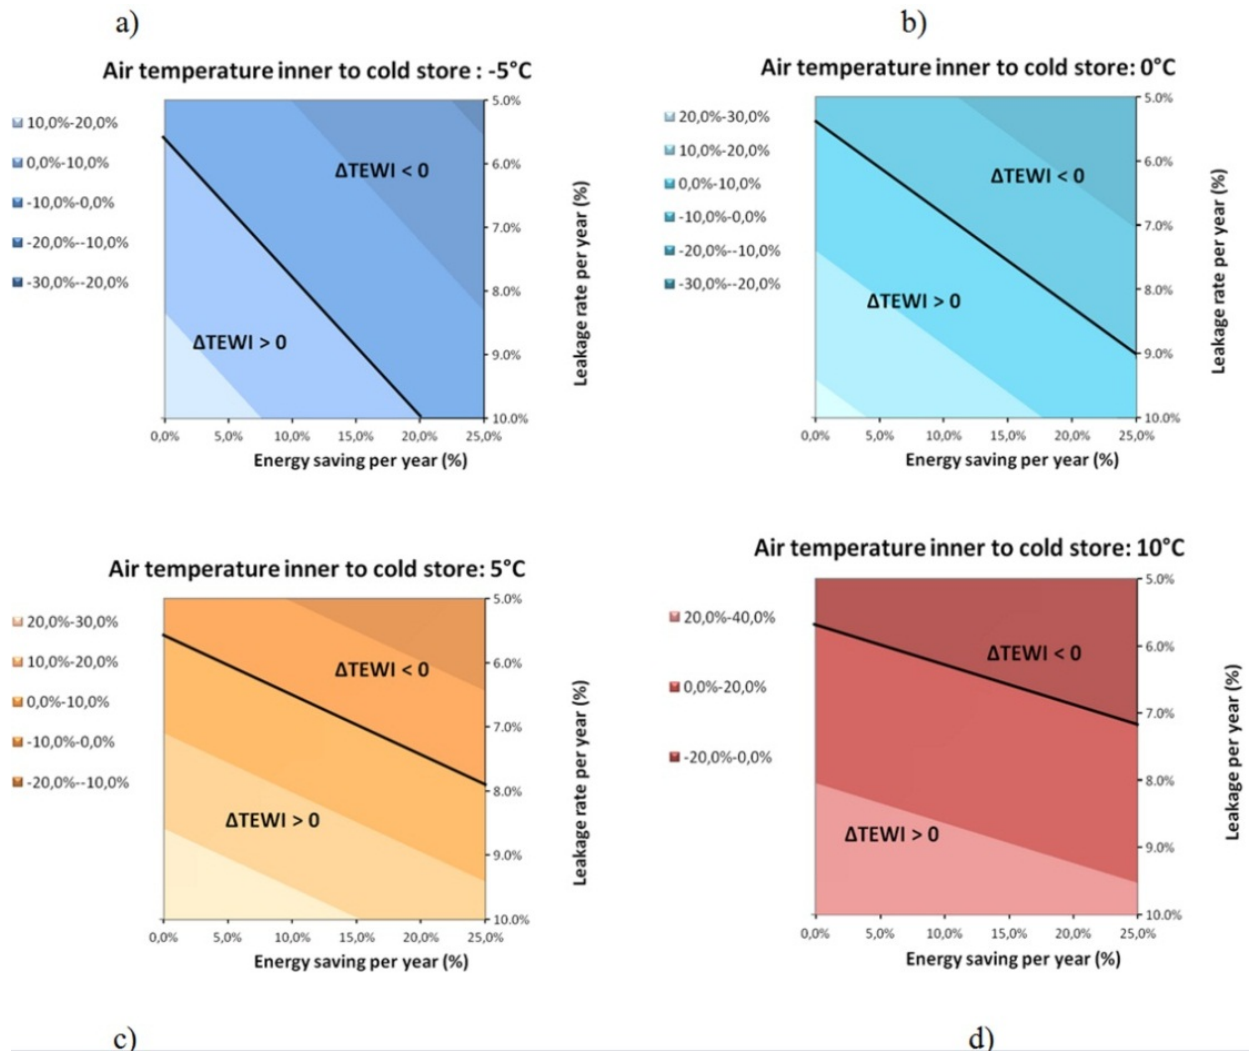 a)
Air temperature inner to cold store : -5°C
10,0%-20,0%
0,0%-10,0%
-10,0%-0,0%
-20,0%--10,0%
-30,0%--20,0%
ΔTEWI < 0
ΔTEWI > 0
5.0%
6.0%
7.0%
8.0%
9.0%
10.0%
Leakage rate per year (%)
0,0% 5,0% 10,0% 15,0% 20,0% 25,0%
Energy saving per year (%)
b)
Air temperature inner to cold store: 0°C
20,0%-30,0%
10,0%-20,0%
0,0%-10,0%
-10,0%-0,0%
-20,0%--10,0%
-30,0%--20,0%
ΔTEWI < 0
ΔTEWI > 0
5.0%
6.0%
7.0%
8.0%
9.0%
10.0%
Leakage rate per year (%)
0,0% 5,0% 10,0% 15,0% 20,0% 25,0%
Energy saving per year (%)
Air temperature inner to cold store: 5°C
20,0%-30,0%
10,0%-20,0%
0,0%-10,0%
-10,0%-0,0%
-20,0%--10,0%
ΔTEWI < 0
ΔTEWI > 0
5.0%
6.0%
7.0%
8.0%
9.0%
10.0%
Leakage rate per year (%)
0,0% 5,0% 10,0% 15,0% 20,0% 25,0%
Energy saving per year (%)
c)
Air temperature inner to cold store: 10°C
20,0%-40,0%
0,0%-20,0%
-20,0%-0,0%
ΔTEWI < 0
ΔTEWI > 0
5.0%
6.0%
7.0%
8.0%
9.0%
10.0%
Leakage per year (%)
0,0% 5,0% 10,0% 15,0% 20,0% 25,0%
Energy saving per year (%)
d)